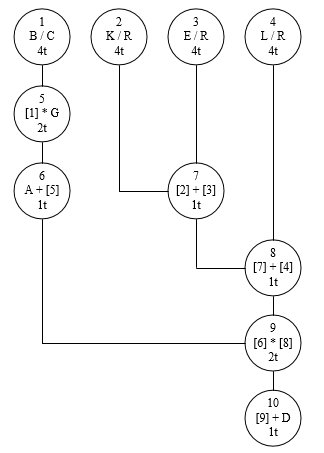 1
B / C
4t
2
K / R
4t
3
E / R
4t
4
L / R
4t
5
[1] * G
2t
6
A + [5]
1t
7
[2] + [3]
1t
8
[7] + [4]
1t
9
[6] * [8]
2t
10
[9] + D
1t